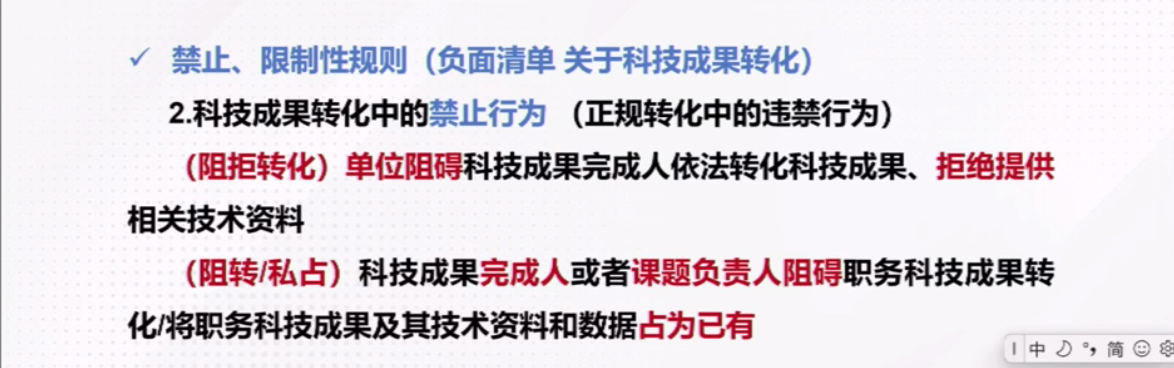 ✓ 禁止、限制性规则（负面清单 关于科技成果转化）
2.科技成果转化中的禁止行为 （正规转化中的违禁行为）
（阻拒转化）单位阻碍科技成果完成人依法转化科技成果、拒绝提供
相关技术资料
（阻转/私占）科技成果完成人或者课题负责人阻碍职务科技成果转
化/将职务科技成果及其技术资料和数据占为已有
中 °, 简